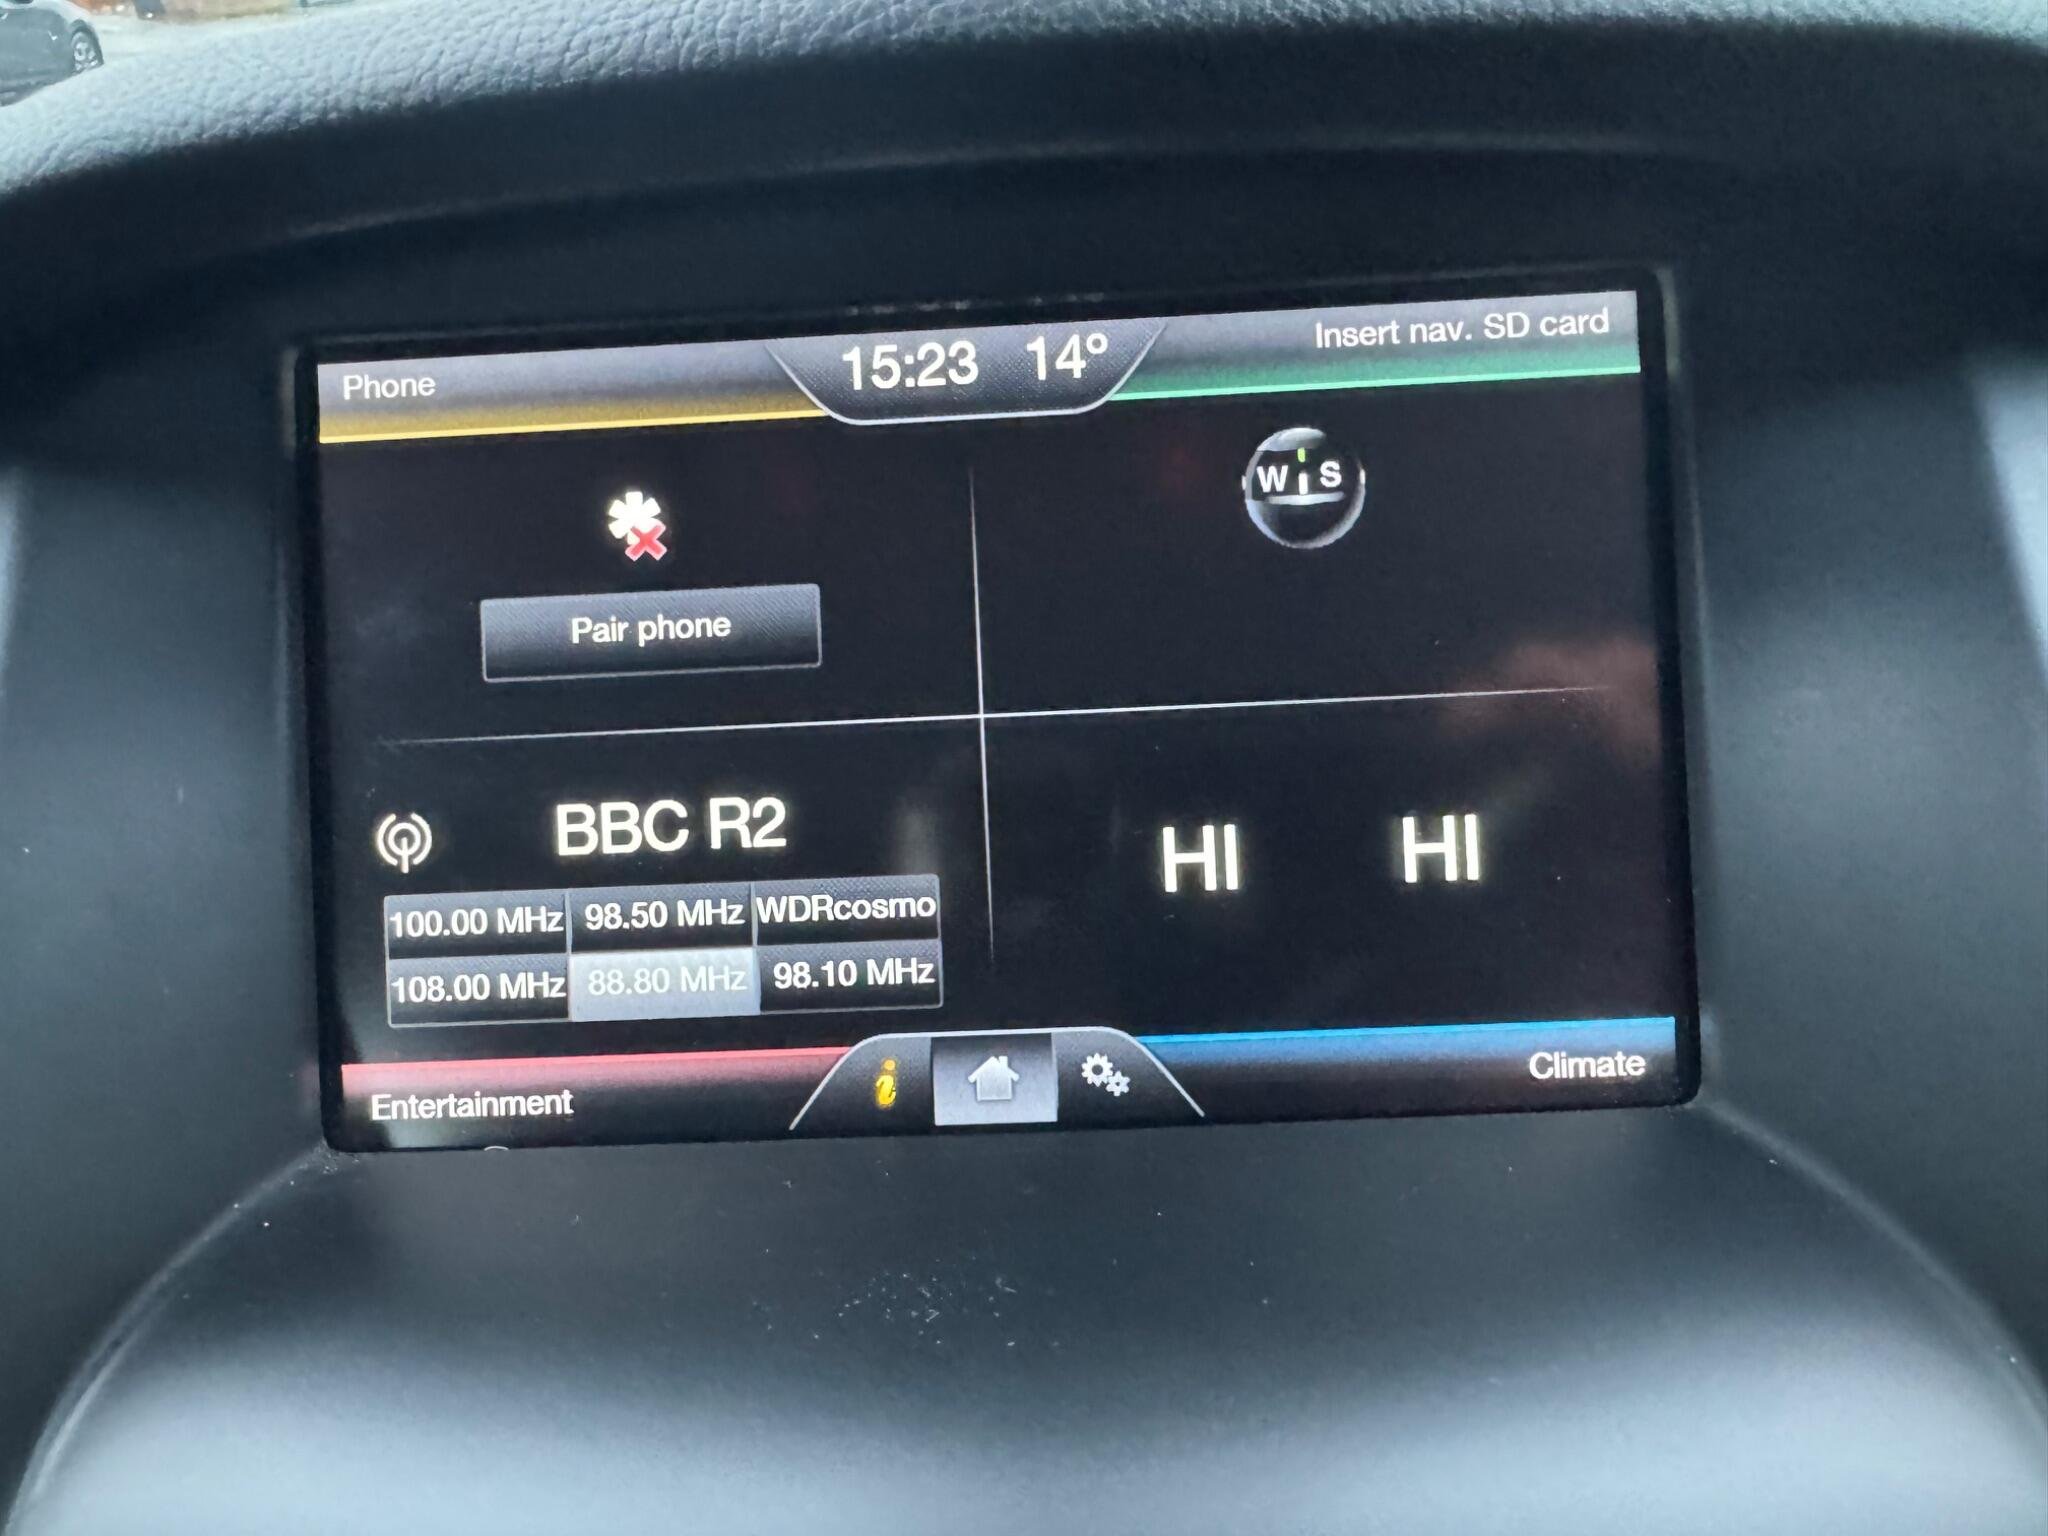 Phone
15:23 14°
Insert nav. SD card
W S
Pair phone
BBC R2
100.00 MHz 98.50 MHz WDRcosmo
108.00 MHz 88.80 MHz 98.10 MHz
HI HI
Entertainment
i
Climate